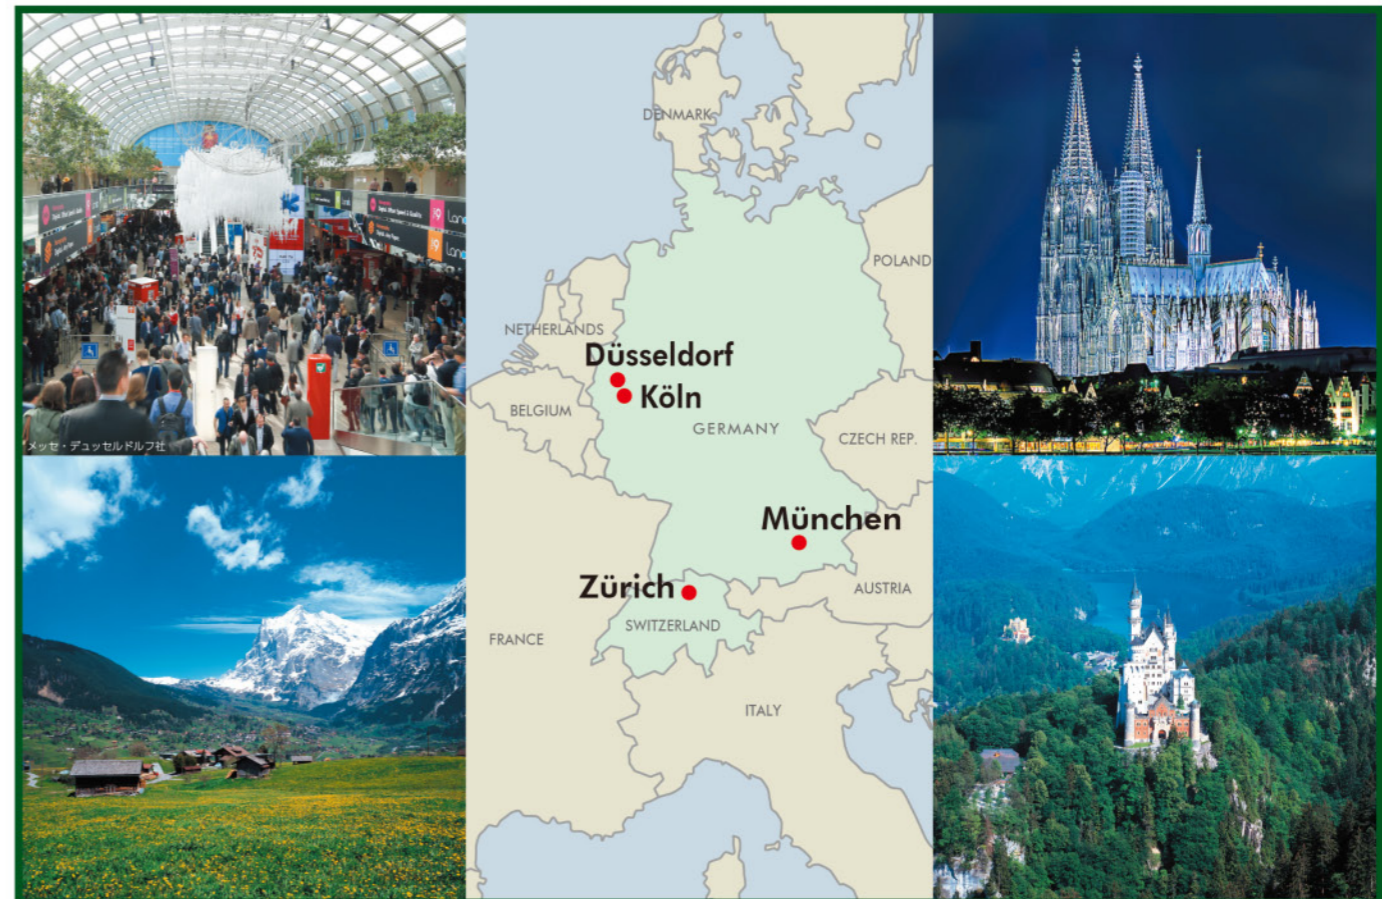 メッセ・デュッセルドルフ社
DENMARK
POLAND
NETHERLANDS
Düsseldorf
Köln
BELGIUM
GERMANY
CZECH REP.
München
Zürich
AUSTRIA
SWITZERLAND
FRANCE
ITALY